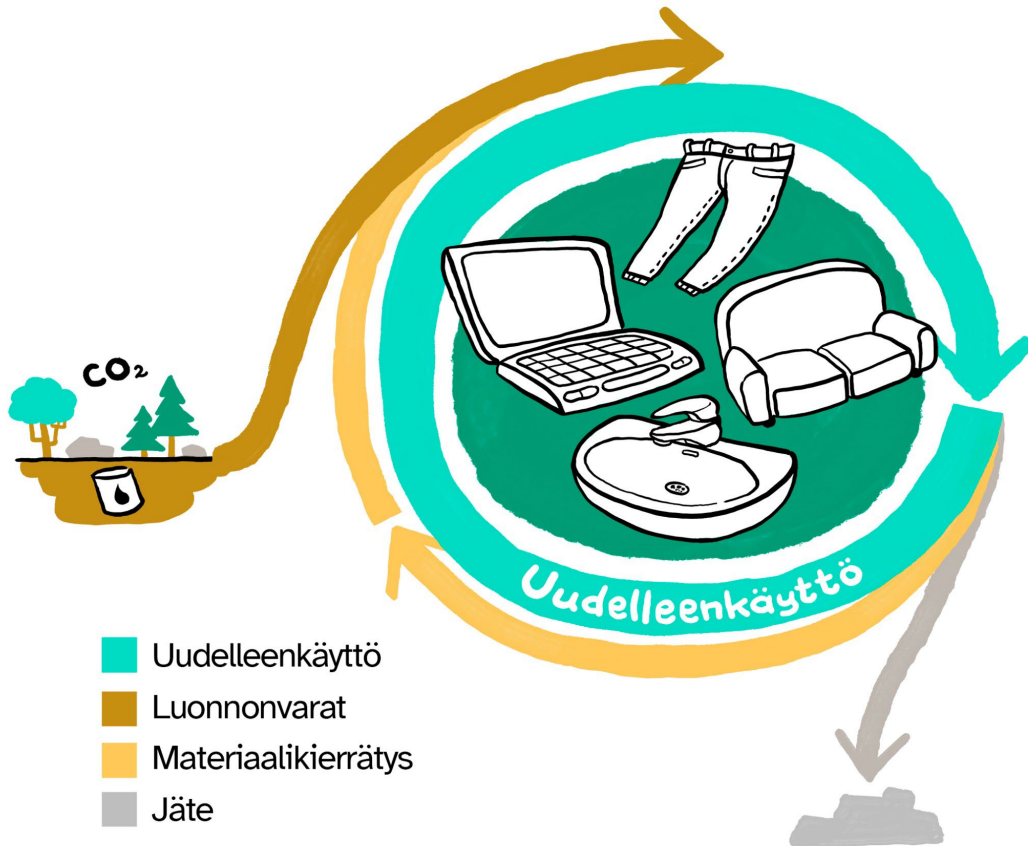 CO₂
Uudelleenkäyttö
Uudelleenkäyttö
Luonnonvarat
Materiaalikierrätys
Jäte